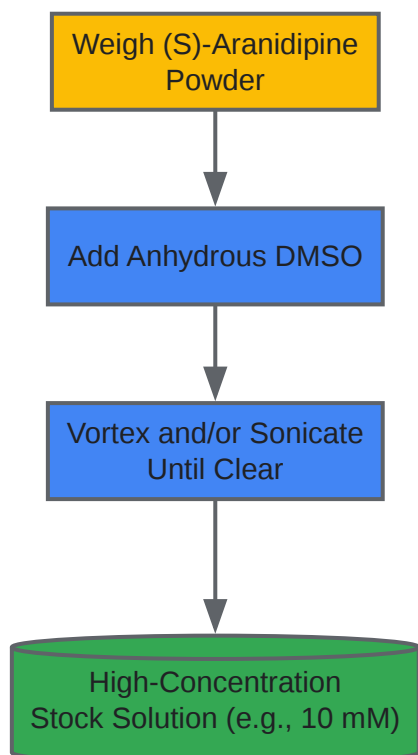 Weigh (S)-Aranidipine
Powder
Add Anhydrous DMSO
Vortex and/or Sonicate
Until Clear
High-Concentration
Stock Solution (e.g., 10 mM)